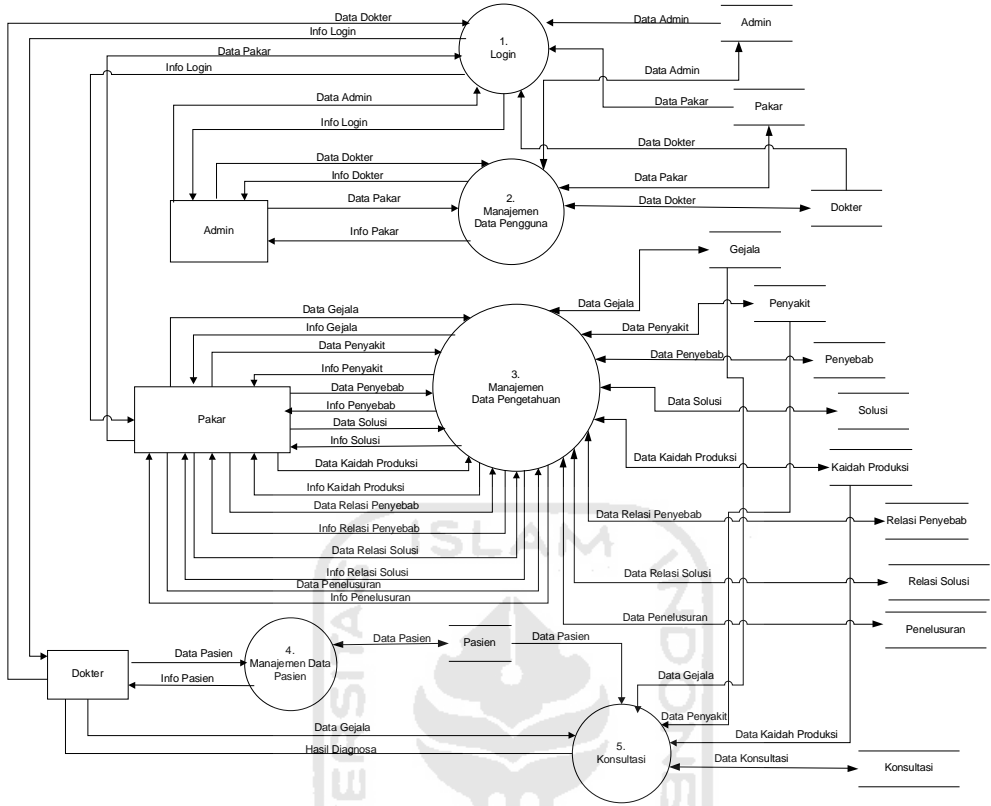 Data Dokter
Info Login
Data Pakar
Info Login
1.
Login
Data Admin
Admin
Data Admin
Data Pakar
Pakar
Data Admin
Info Login
Data Dokter
Data Dokter
Info Dokter
Data Pakar
Info Pakar
Admin
2.
Manajemen
Data Pengguna
Data Pakar
Data Dokter
Dokter
Gejala
Data Gejala
Info Gejala
Data Penyakit
Info Penyakit
Data Penyebab
Info Penyebab
Data Solusi
Info Solusi
Data Kaidah Produksi
Info Kaidah Produksi
Data Relasi Penyebab
Info Relasi Penyebab
Data Relasi Solusi
Info Relasi Solusi
Data Penelusuran
Info Penelusuran
Pakar
3.
Manajemen
Data Pengetahuan
Data Gejala
Data Penyakit
Penyakit
Data Penyebab
Penyebab
Data Solusi
Solusi
Data Kaidah Produksi
Kaidah Produksi
Data Relasi Penyebab
Relasi Penyebab
Data Relasi Solusi
Relasi Solusi
Data Penelusuran
Penelusuran
Dokter
Data Pasien
Info Pasien
4.
Manajemen Data
Pasien
Data Pasien
Pasien
Data Pasien
Data Gejala
Data Penyakit
Data Kaidah Produksi
Data Gejala
Hasil Diagnosa
5.
Konsultasi
Data Konsultasi
Konsultasi
ISLAM
ERSITAS
INDONE